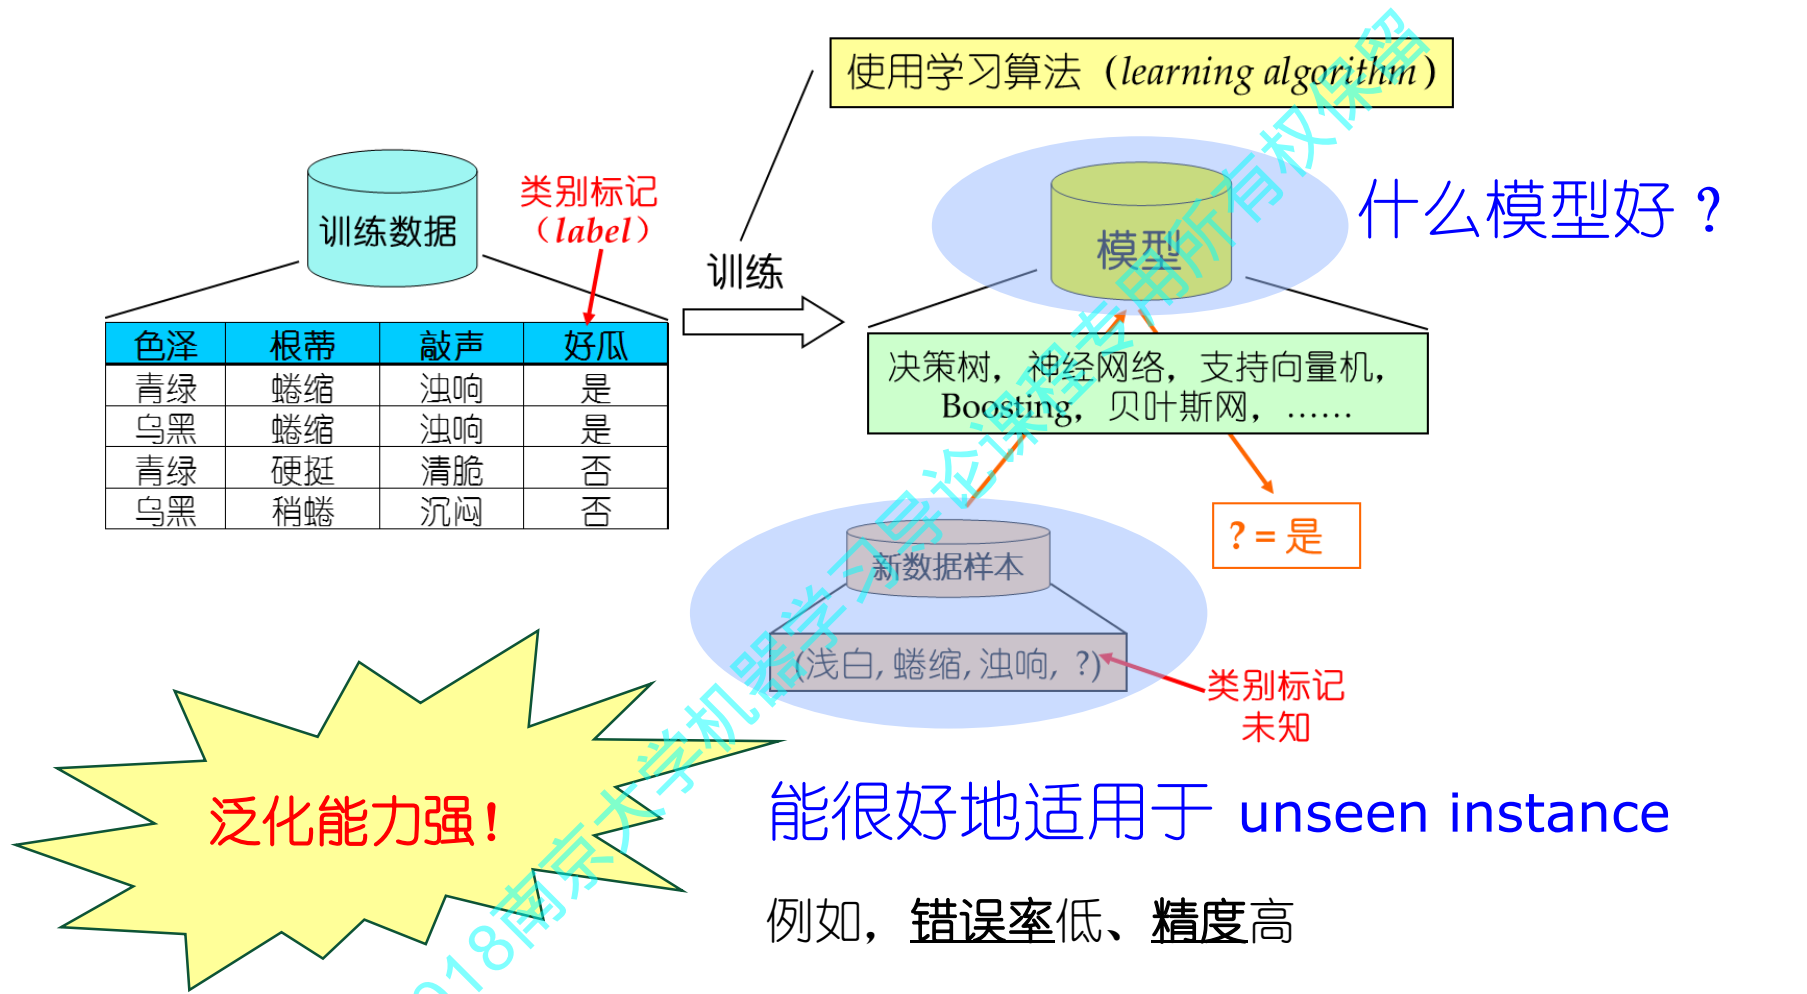 使用学习算法（learning algorithm）
训练数据
类别标记
（label）
训练
模型
什么模型好？
色泽 根蒂 敲声 好瓜
青绿 蜷缩 浊响 是
乌黑 蜷缩 浊响 是
青绿 硬挺 清脆 否
乌黑 稍蜷 沉闷 否
决策树，神经网络，支持向量机，
Boosting，贝叶斯网，……
? = 是
新数据样本
(浅白, 蜷缩, 浊响, ?)
类别标记
未知
泛化能力强！
能很好地适用于 unseen instance
例如，错误率低、精度高
018南京大学机器学习导论课程专用所有权保留